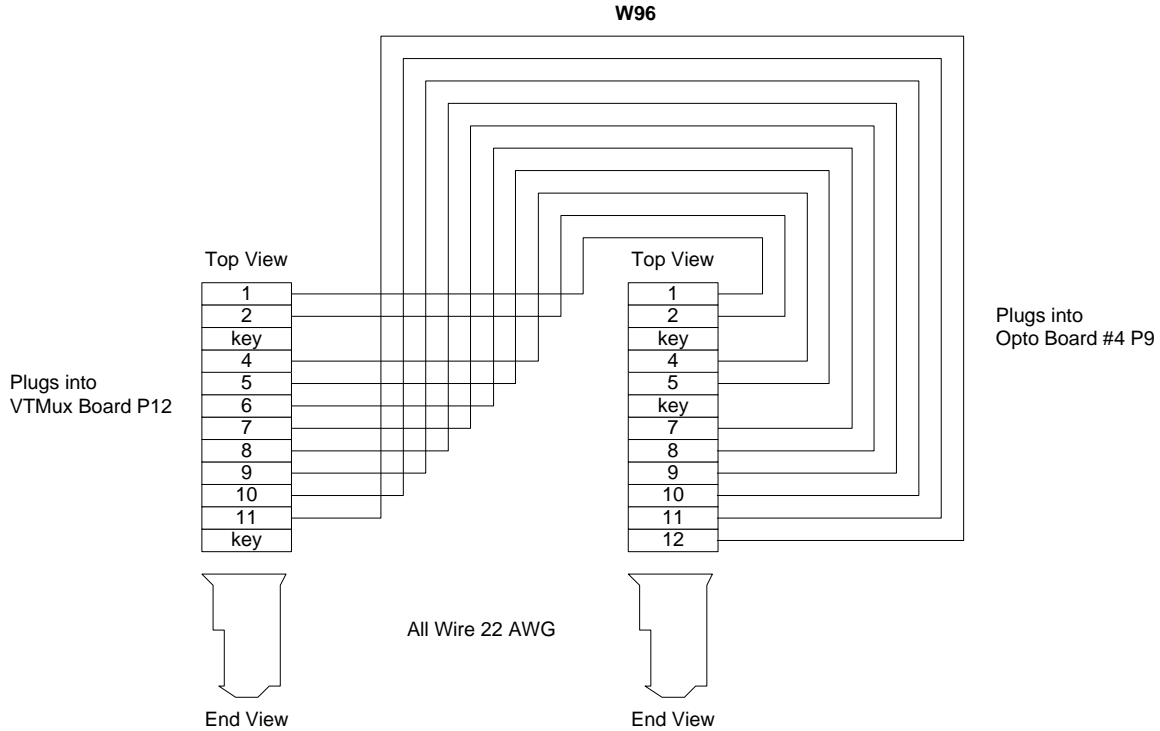 W96
Top View
1
2
key
4
5
6
7
8
9
10
11
key
Plugs into
VTMux Board P12
End View
All Wire 22 AWG
Top View
1
2
key
4
5
key
7
8
9
10
11
12
Plugs into
Opto Board #4 P9
End View